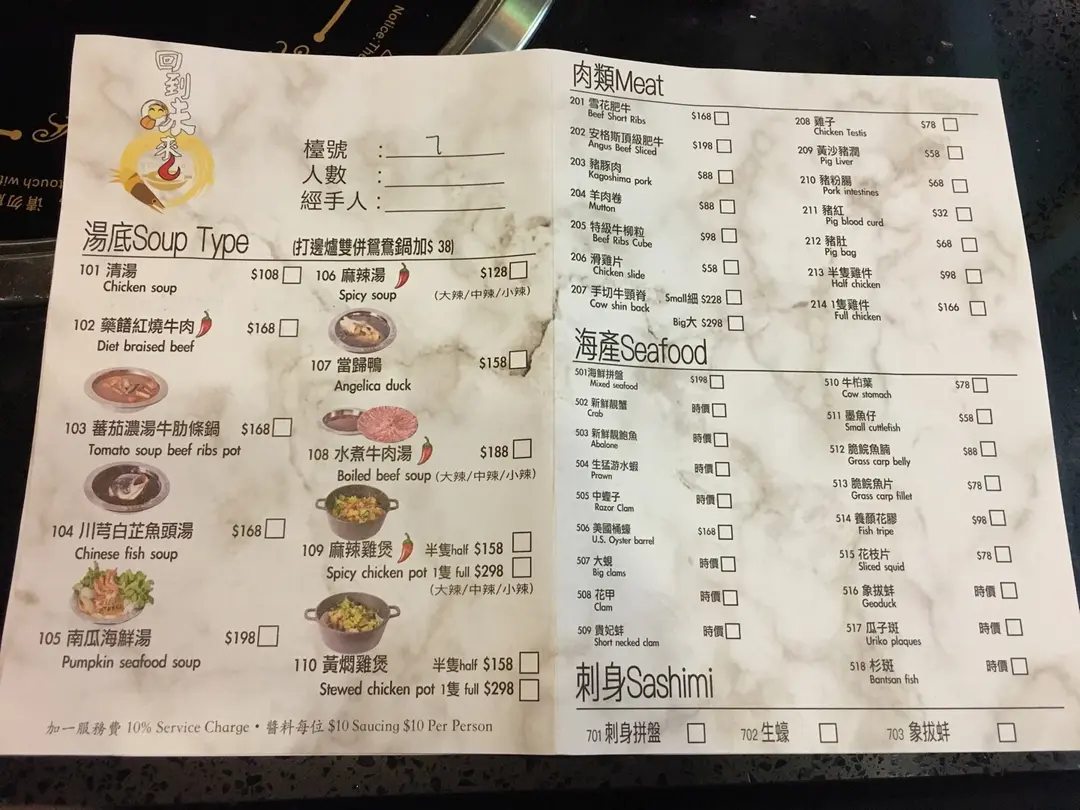 Notice:The
touch wit
请勿
回到未來
檯號 : 7
人數 :
經手人 :
湯底Soup Type (打邊爐雙併鴛鴦鍋加$ 38)
101 清湯 $108
Chicken soup
102 藥饍紅燒牛肉 $168
Diet braised beef
103 蕃茄濃湯牛肋條鍋 $168
Tomato soup beef ribs pot
104 川芎白芷魚頭湯 $168
Chinese fish soup
105 南瓜海鮮湯 $198
Pumpkin seafood soup
106 麻辣湯 $128
Spicy soup (大辣/中辣/小辣)
107 當歸鴨 $158
Angelica duck
108 水煮牛肉湯 $188
Boiled beef soup (大辣/中辣/小辣)
109 麻辣雞煲 半隻half $158
Spicy chicken pot 1隻 full $298
(大辣/中辣/小辣)
110 黃燜雞煲 半隻half $158
Stewed chicken pot 1隻 full $298
加一服務費 10% Service Charge • 醬料每位 $10 Saucing $10 Per Person
肉類Meat
201 雪花肥牛 $168
Beef Short Ribs
202 安格斯頂級肥牛 $198
Angus Beef Sliced
203 豬豚肉 $88
Kagoshima pork
204 羊肉卷 $88
Mutton
205 特級牛柳粒 $98
Beef Ribs Cube
206 滑雞片 $58
Chicken slide
207 手切牛頸脊 Small細 $228
Cow shin back
Big大 $298
208 雞子 $78
Chicken Testis
209 黃沙豬潤 $58
Pig Liver
210 豬粉腸 $68
Pork intestines
211 豬紅 $32
Pig blood curd
212 豬肚 $68
Pig bag
213 半隻雞件 $98
Half chicken
214 1隻雞件 $166
Full chicken
海產Seafood
501海鮮拼盤 $198
Mixed seafood
502 新鮮靚蟹 時價
Crab
503 新鮮靚鮑魚 時價
Abalone
504 生猛游水蝦 時價
Prawn
505 中蟶子 時價
Razor Clam
506 美國桶蠔 $168
U.S. Oyster barrel
507 大蜆 時價
Big clams
508 花甲 時價
Clam
509 貴妃蚌 時價
Short necked clam
510 牛栢葉 $78
Cow stomach
511 墨魚仔 $58
Small cuttlefish
512 脆皖魚腩 $88
Grass carp belly
513 脆皖魚片 $78
Grass carp fillet
514 養顏花膠 $98
Fish tripe
515 花枝片 $78
Sliced squid
516 象拔蚌 時價
Geoduck
517 瓜子斑 時價
Uriko plaques
518 杉斑 時價
Bantsan fish
刺身Sashimi
701 刺身拼盤 702 生蠔 703 象拔蚌